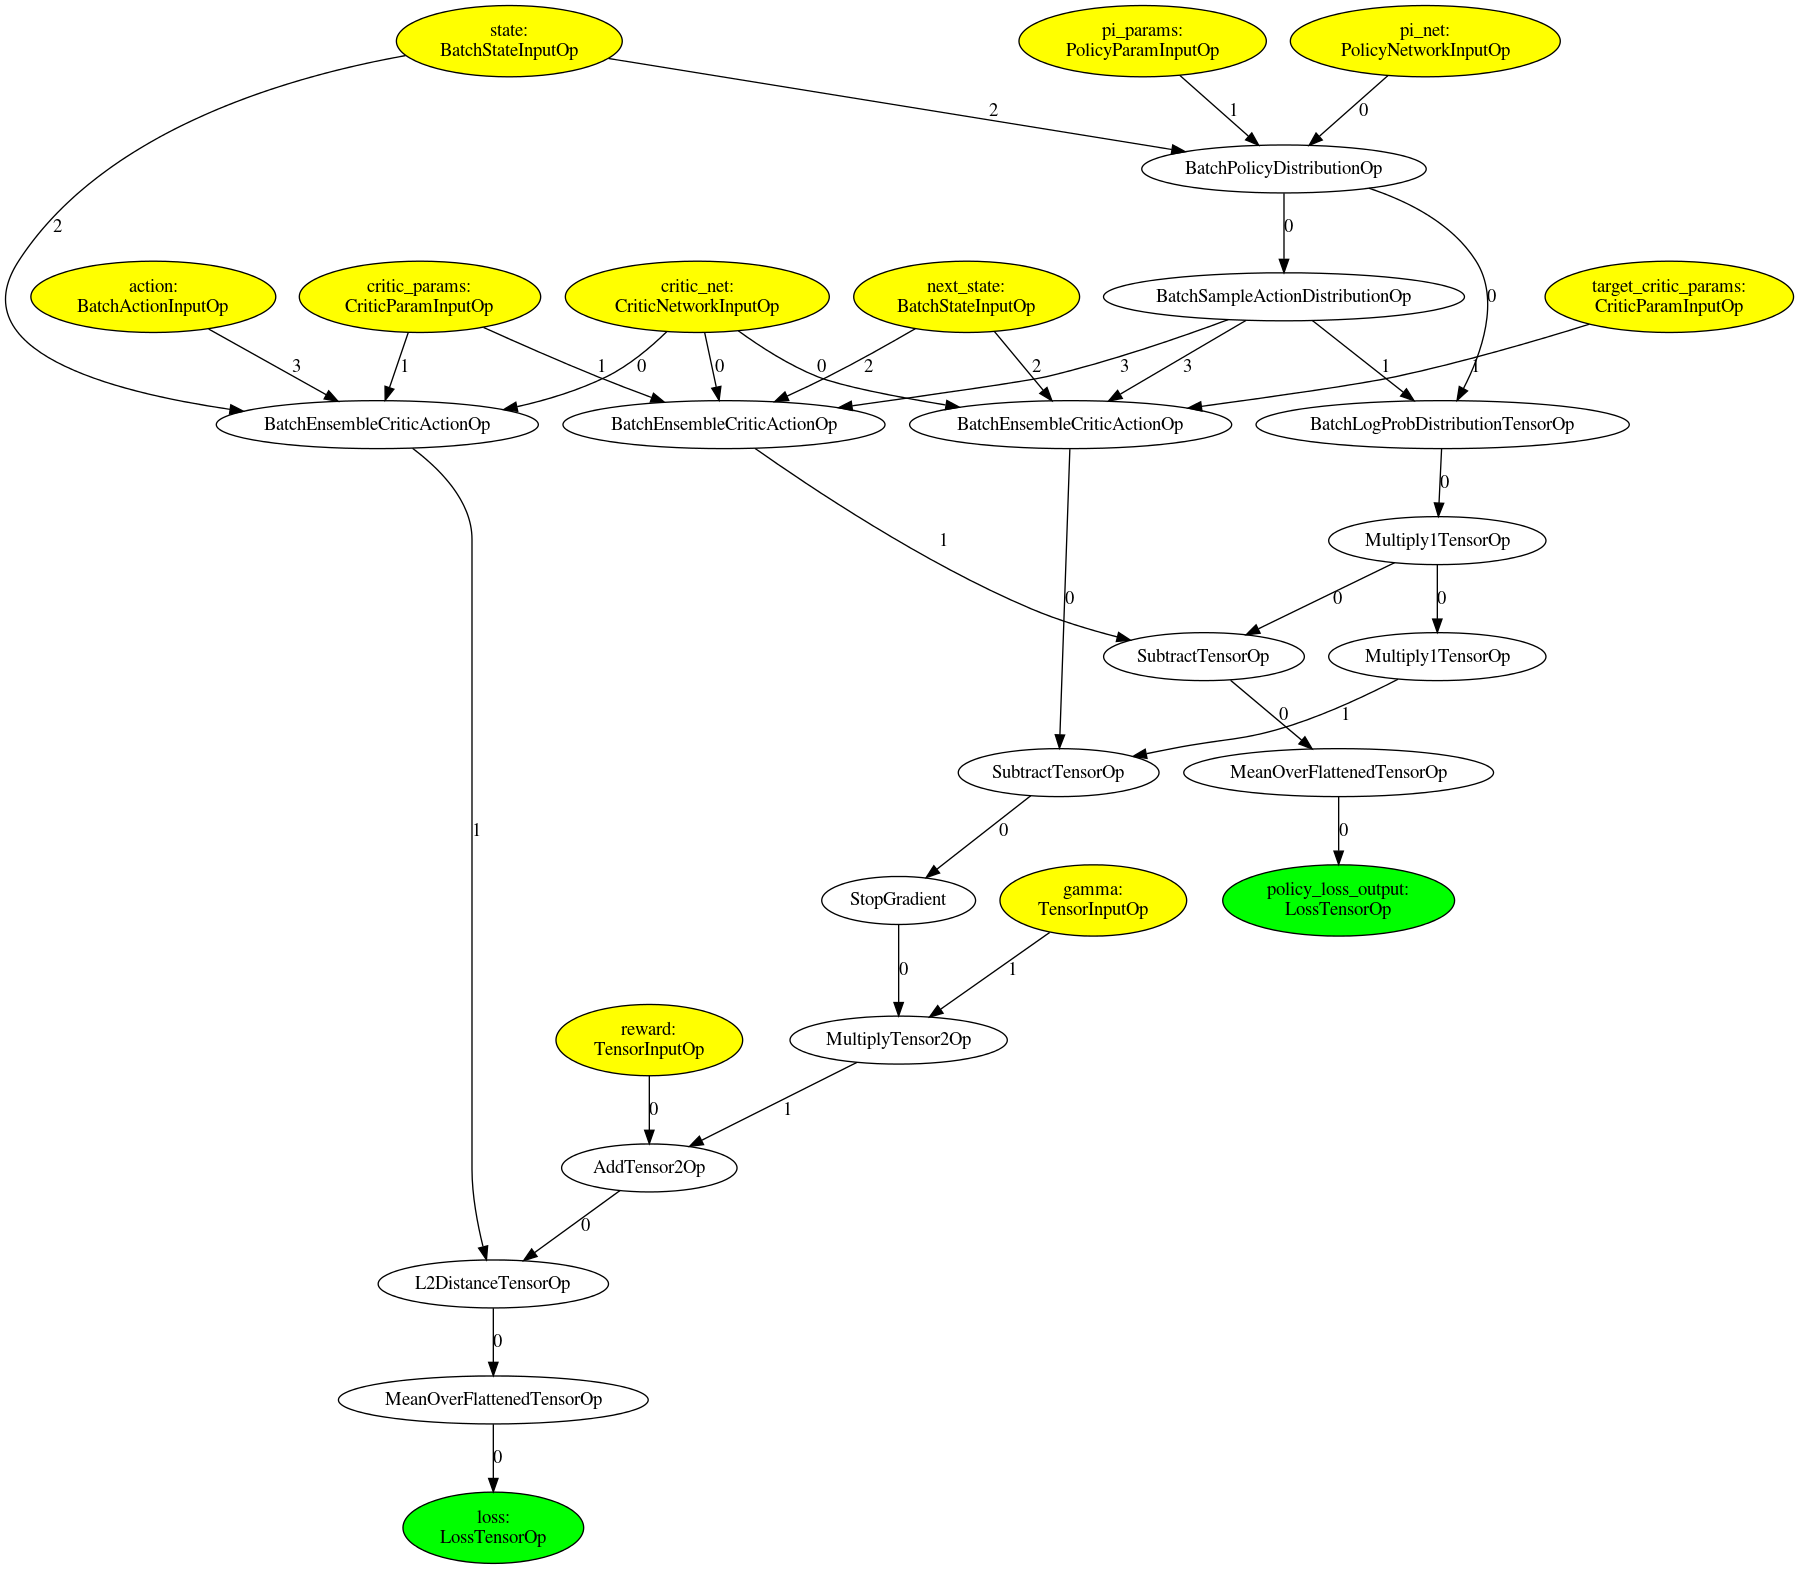 state:
BatchStateInputOp
pi_params:
PolicyParamInputOp
pi_net:
PolicyNetworkInputOp
2
1
0
BatchPolicyDistributionOp
2
0
action:
BatchActionInputOp
critic_params:
CriticParamInputOp
critic_net:
CriticNetworkInputOp
next_state:
BatchStateInputOp
BatchSampleActionDistributionOp
0
target_critic_params:
CriticParamInputOp
3
1
1
0
0
0
2
2
3
3
1
1
BatchEnsembleCriticActionOp
BatchEnsembleCriticActionOp
BatchEnsembleCriticActionOp
BatchLogProbDistributionTensorOp
0
1
Multiply1TensorOp
0
0
0
SubtractTensorOp
Multiply1TensorOp
0
1
SubtractTensorOp
MeanOverFlattenedTensorOp
1
0
0
StopGradient
gamma:
TensorInputOp
policy_loss_output:
LossTensorOp
0
1
reward:
TensorInputOp
MultiplyTensor2Op
0
1
AddTensor2Op
0
L2DistanceTensorOp
0
MeanOverFlattenedTensorOp
0
loss:
LossTensorOp